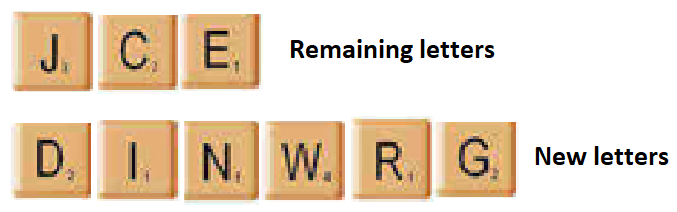 J C E Remaining letters
D I N W R G New letters